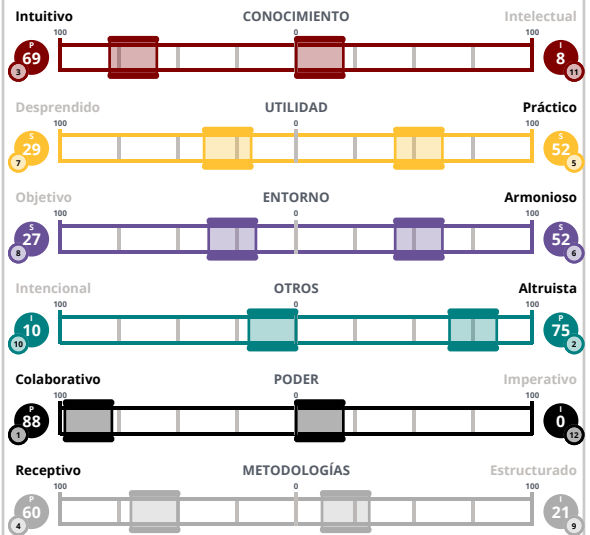 Intuitivo CONOCIMIENTO Intelectual
100 0 100
P 69 3 I 8 11
Desprendido UTILIDAD Práctico
100 0 100
S 29 7 S 52 5
Objetivo ENTORNO Armonioso
100 0 100
S 27 8 S 52 6
Intencional OTROS Altruista
100 0 100
I 10 10 P 75 2
Colaborativo PODER Imperativo
100 0 100
P 88 1 I 0 12
Receptivo METODOLOGÍAS Estructurado
100 0 100
P 60 4 I 21 9